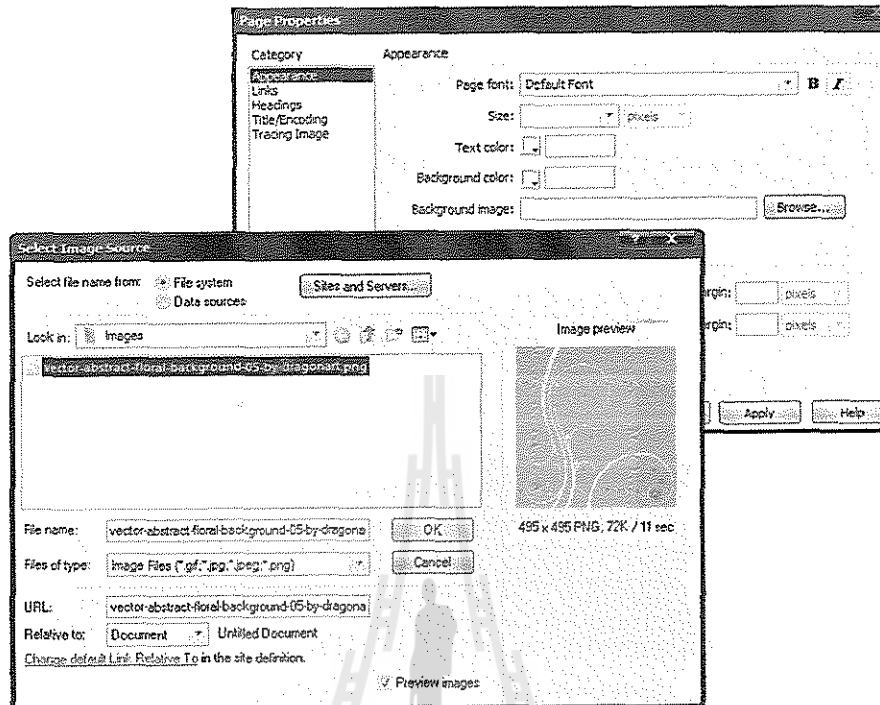 Page Properties
Category
Appearance
Links
Headings
Title/Encoding
Tracing Image
Appearance
Page font: Default Font B I
Size: pixels
Text color:
Background color:
Background image: Browse...
rgin: pixels
rgin: pixels
Apply Help
Select Image Source
Select file name from: File system
Data sources
Sites and Servers...
Look in: images
vector-abstract-floral-background-05-by-dragonart.png
Image preview
495 x 495 PNG, 72K / 11 sec
File name: vector-abstract-floral-background-05-by-dragona OK
Files of type: Image Files (*.gif;*.jpg;*.jpeg;*.png) Cancel
URL: vector-abstract-floral-background-05-by-dragona
Relative to: Document Untitled Document
Change default Link Relative To in the site definition.
Preview images